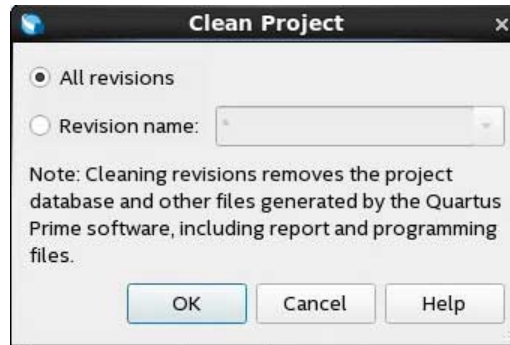 Clean Project
All revisions
Revision name:
Note: Cleaning revisions removes the project
database and other files generated by the Quartus
Prime software, including report and programming
files.
OK
Cancel
Help